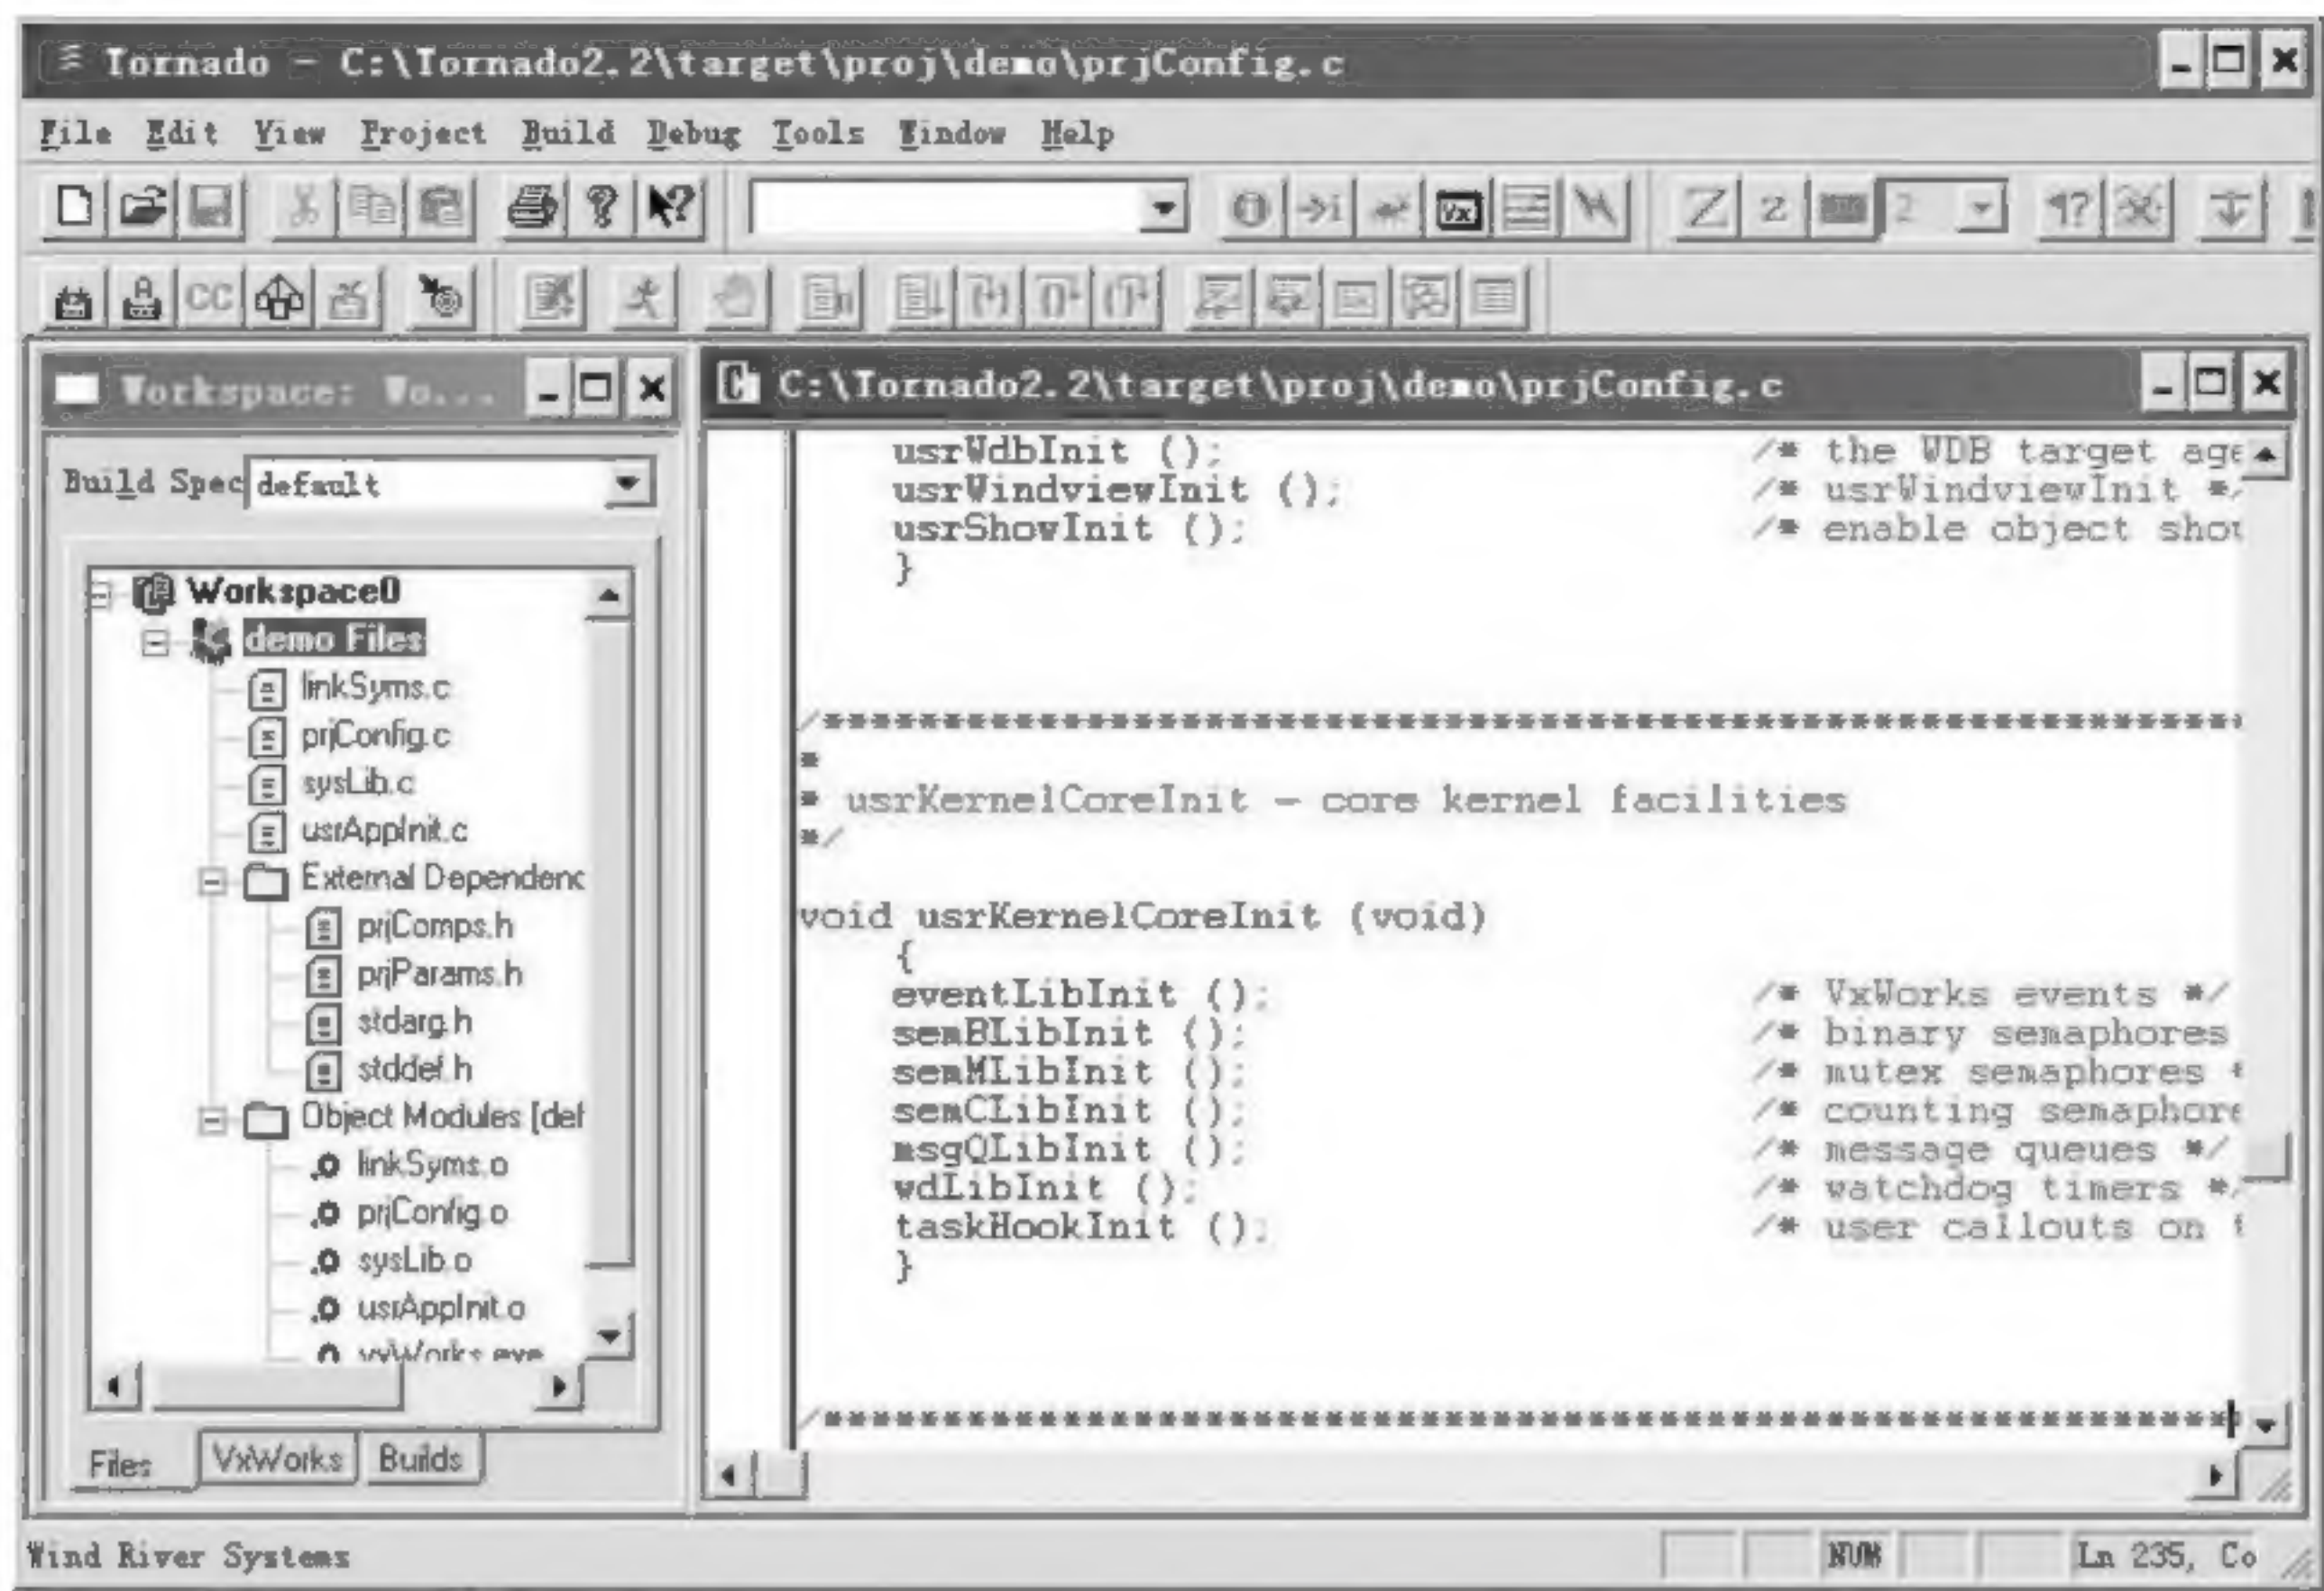 Tornado - C:\Tornado2.2\target\proj\demo\prjConfig.c
File Edit View Project Build Debug Tools Window Help
CC
Workspace: Wo...
Build Spec default
Workspace0
demo Files
linkSyms.c
prjConfig.c
sysLib.c
usrAppInit.c
External Dependenc
prjComps.h
prjParams.h
stdarg.h
stddef.h
Object Modules [def
linkSyms.o
prjConfig.o
sysLib.o
usrAppInit.o
vxWorks.exe
Files VxWorks Builds
C:\Tornado2.2\target\proj\demo\prjConfig.c
usrWdbInit (); /* the WDB target age
usrWindviewInit (); /* usrWindviewInit */
usrShowInit (); /* enable object show
}
/************************************************************
*
* usrKernelCoreInit - core kernel facilities
*/
void usrKernelCoreInit (void)
{
eventLibInit (); /* VxWorks events */
semBLibInit (); /* binary semaphores
semMLibInit (); /* mutex semaphores *
semCLibInit (); /* counting semaphore
msgQLibInit (); /* message queues */
wdLibInit (); /* watchdog timers */
taskHookInit (); /* user callouts on t
}
/************************************************************
Wind River Systems
NUM
Ln 235, Co